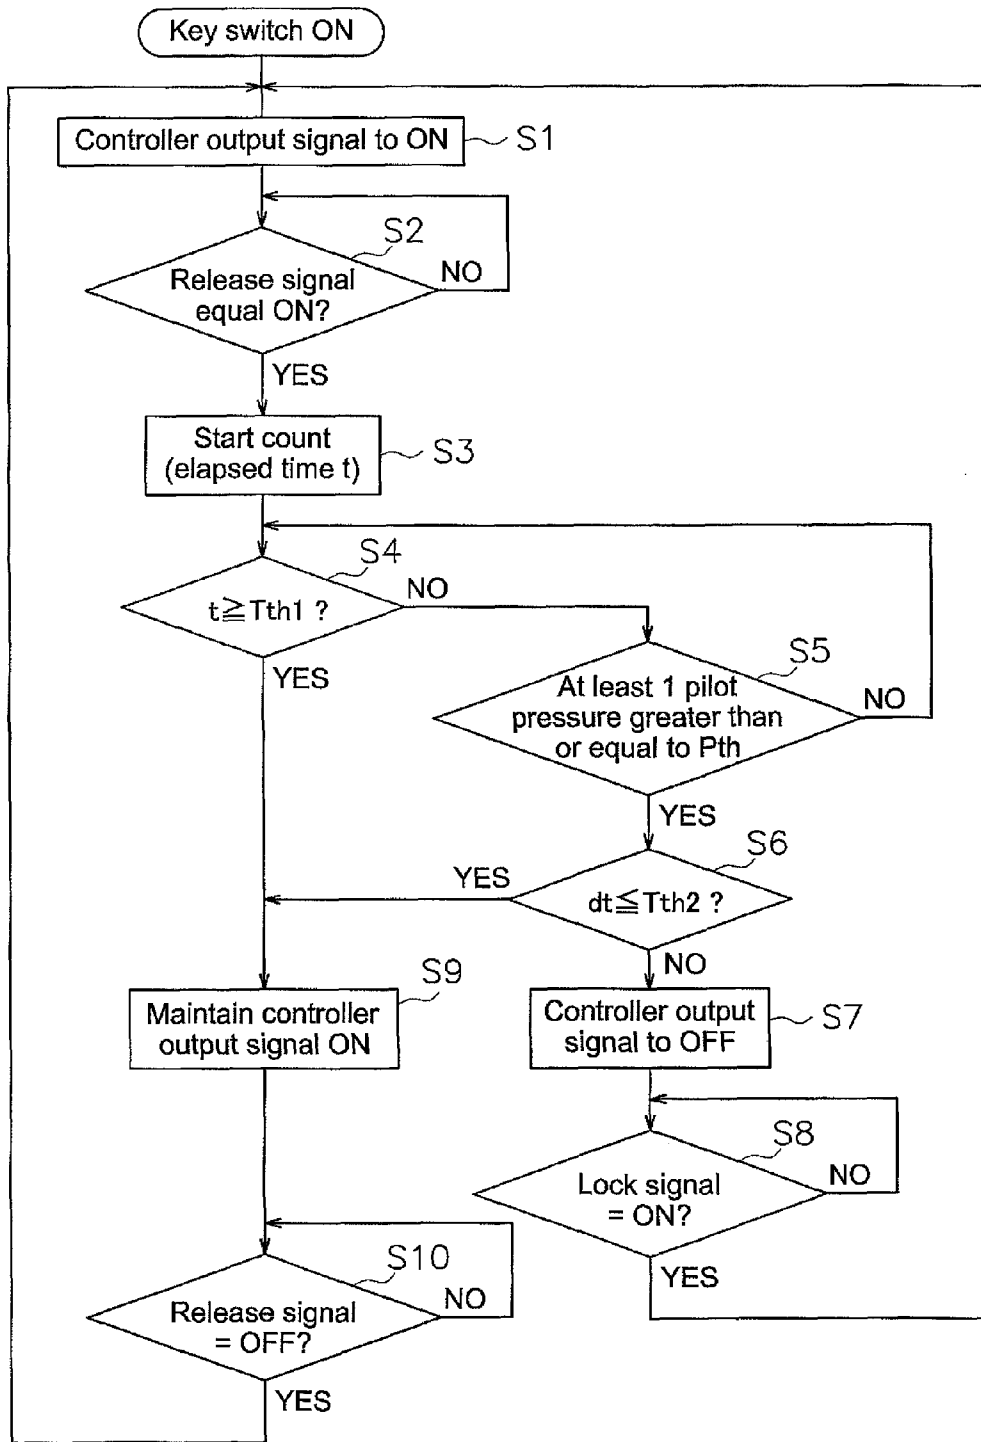 Key switch ON
Controller output signal to ON
S1
S2
Release signal
equal ON?
NO
YES
Start count
(elapsed time t)
S3
S4
t≧Tth1 ?
NO
YES
S5
At least 1 pilot
pressure greater than
or equal to Pth
NO
YES
S6
dt≦Tth2 ?
YES
NO
S9
Maintain controller
output signal ON
Controller output
signal to OFF
S7
S8
Lock signal
= ON?
NO
YES
S10
Release signal
= OFF?
NO
YES